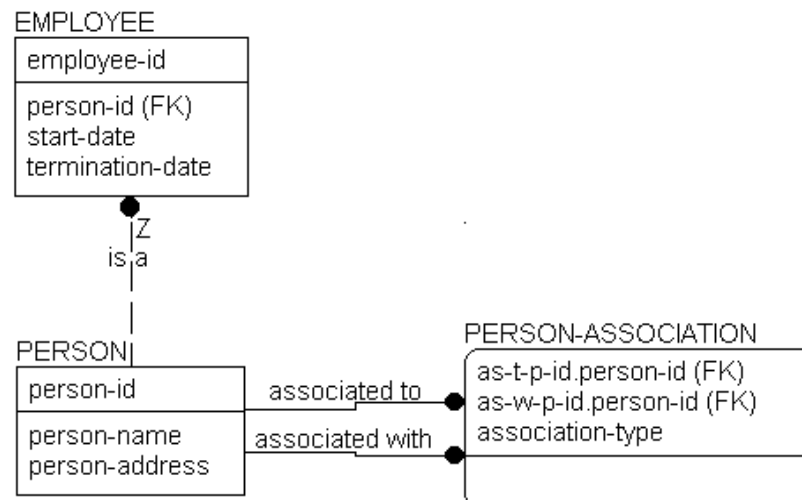 EMPLOYEE
employee-id
person-id (FK)
start-date
termination-date
Z
is a
PERSON
person-id
person-name
person-address
associated to
associated with
PERSON-ASSOCIATION
as-t-p-id.person-id (FK)
as-w-p-id.person-id (FK)
association-type